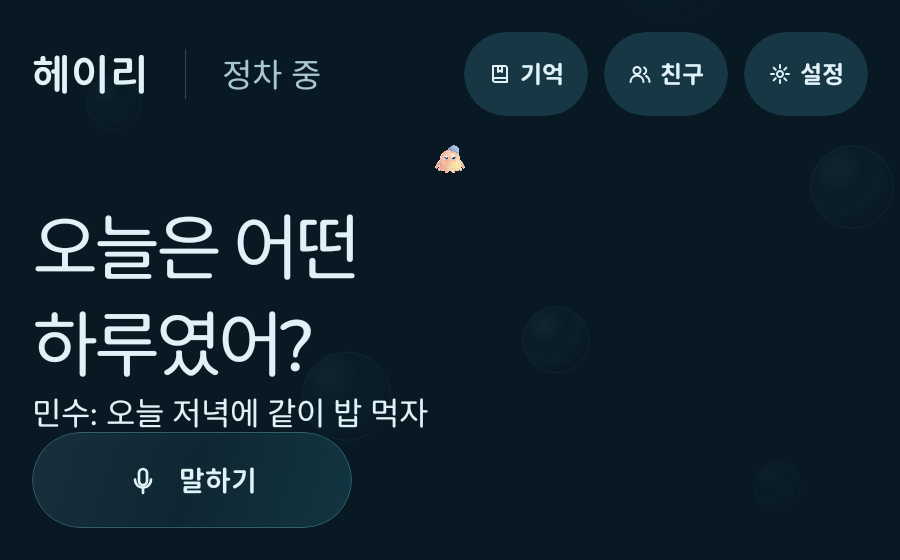 헤이리
정차 중
기억
친구
설정
오늘은 어떤
하루였어?
민수: 오늘 저녁에 같이 밥 먹자
말하기